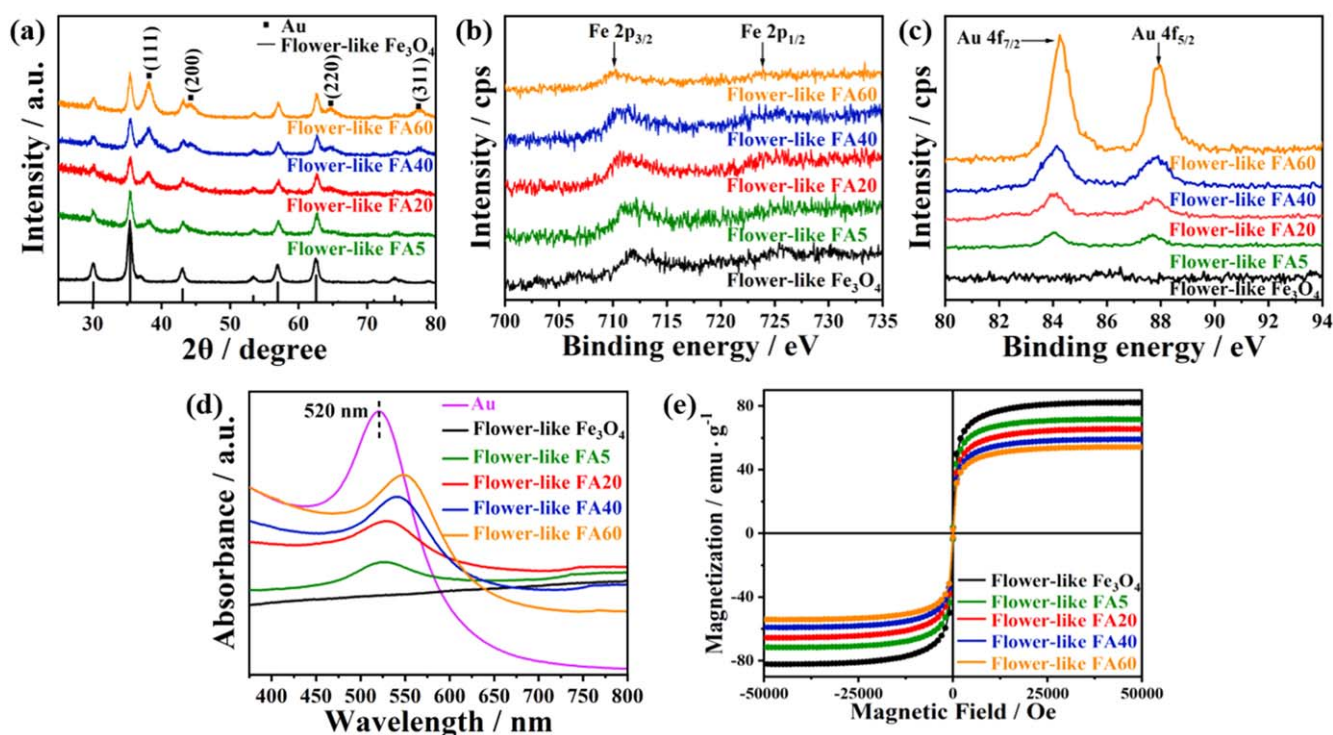 (a)
Au
Flower-like Fe₃O₄
(111)
(200)
(220)
(311)
Flower-like FA60
Flower-like FA40
Flower-like FA20
Flower-like FA5
Intensity / a.u.
30 40 50 60 70 80
2θ / degree
(b)
Fe 2p₃/₂
Fe 2p₁/₂
Flower-like FA60
Flower-like FA40
Flower-like FA20
Flower-like FA5
Flower-like Fe₃O₄
Intensity / cps
700 705 710 715 720 725 730 735
Binding energy / eV
(c)
Au 4f₇/₂
Au 4f₅/₂
Flower-like FA60
Flower-like FA40
Flower-like FA20
Flower-like FA5
Flower-like Fe₃O₄
Intensity / cps
80 82 84 86 88 90 92 94
Binding energy / eV
(d)
520 nm
Au
Flower-like Fe₃O₄
Flower-like FA5
Flower-like FA20
Flower-like FA40
Flower-like FA60
Absorbance / a.u.
400 450 500 550 600 650 700 750 800
Wavelength / nm
(e)
80
40
0
-40
-80
Magnetization / emu · g⁻¹
Flower-like Fe₃O₄
Flower-like FA5
Flower-like FA20
Flower-like FA40
Flower-like FA60
-50000 -25000 0 25000 50000
Magnetic Field / Oe